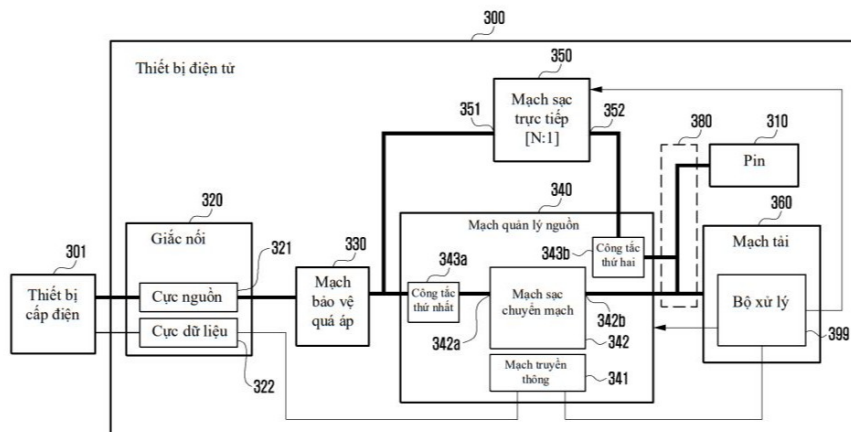 300
Thiết bị điện tử
350
Mạch sạc
trực tiếp
[N:1]
351
352
380
310
Pin
320
Giắc nối
340
Mạch quản lý nguồn
360
Mạch tải
301
Thiết bị
cấp điện
321
Cực nguồn
Cực dữ liệu
322
330
Mạch
bảo vệ
quá áp
343a
Công tắc
thứ nhất
343b
Công tắc
thứ hai
Mạch sạc
chuyển mạch
342a
342b
342
Mạch truyền
thông
341
Bộ xử lý
399